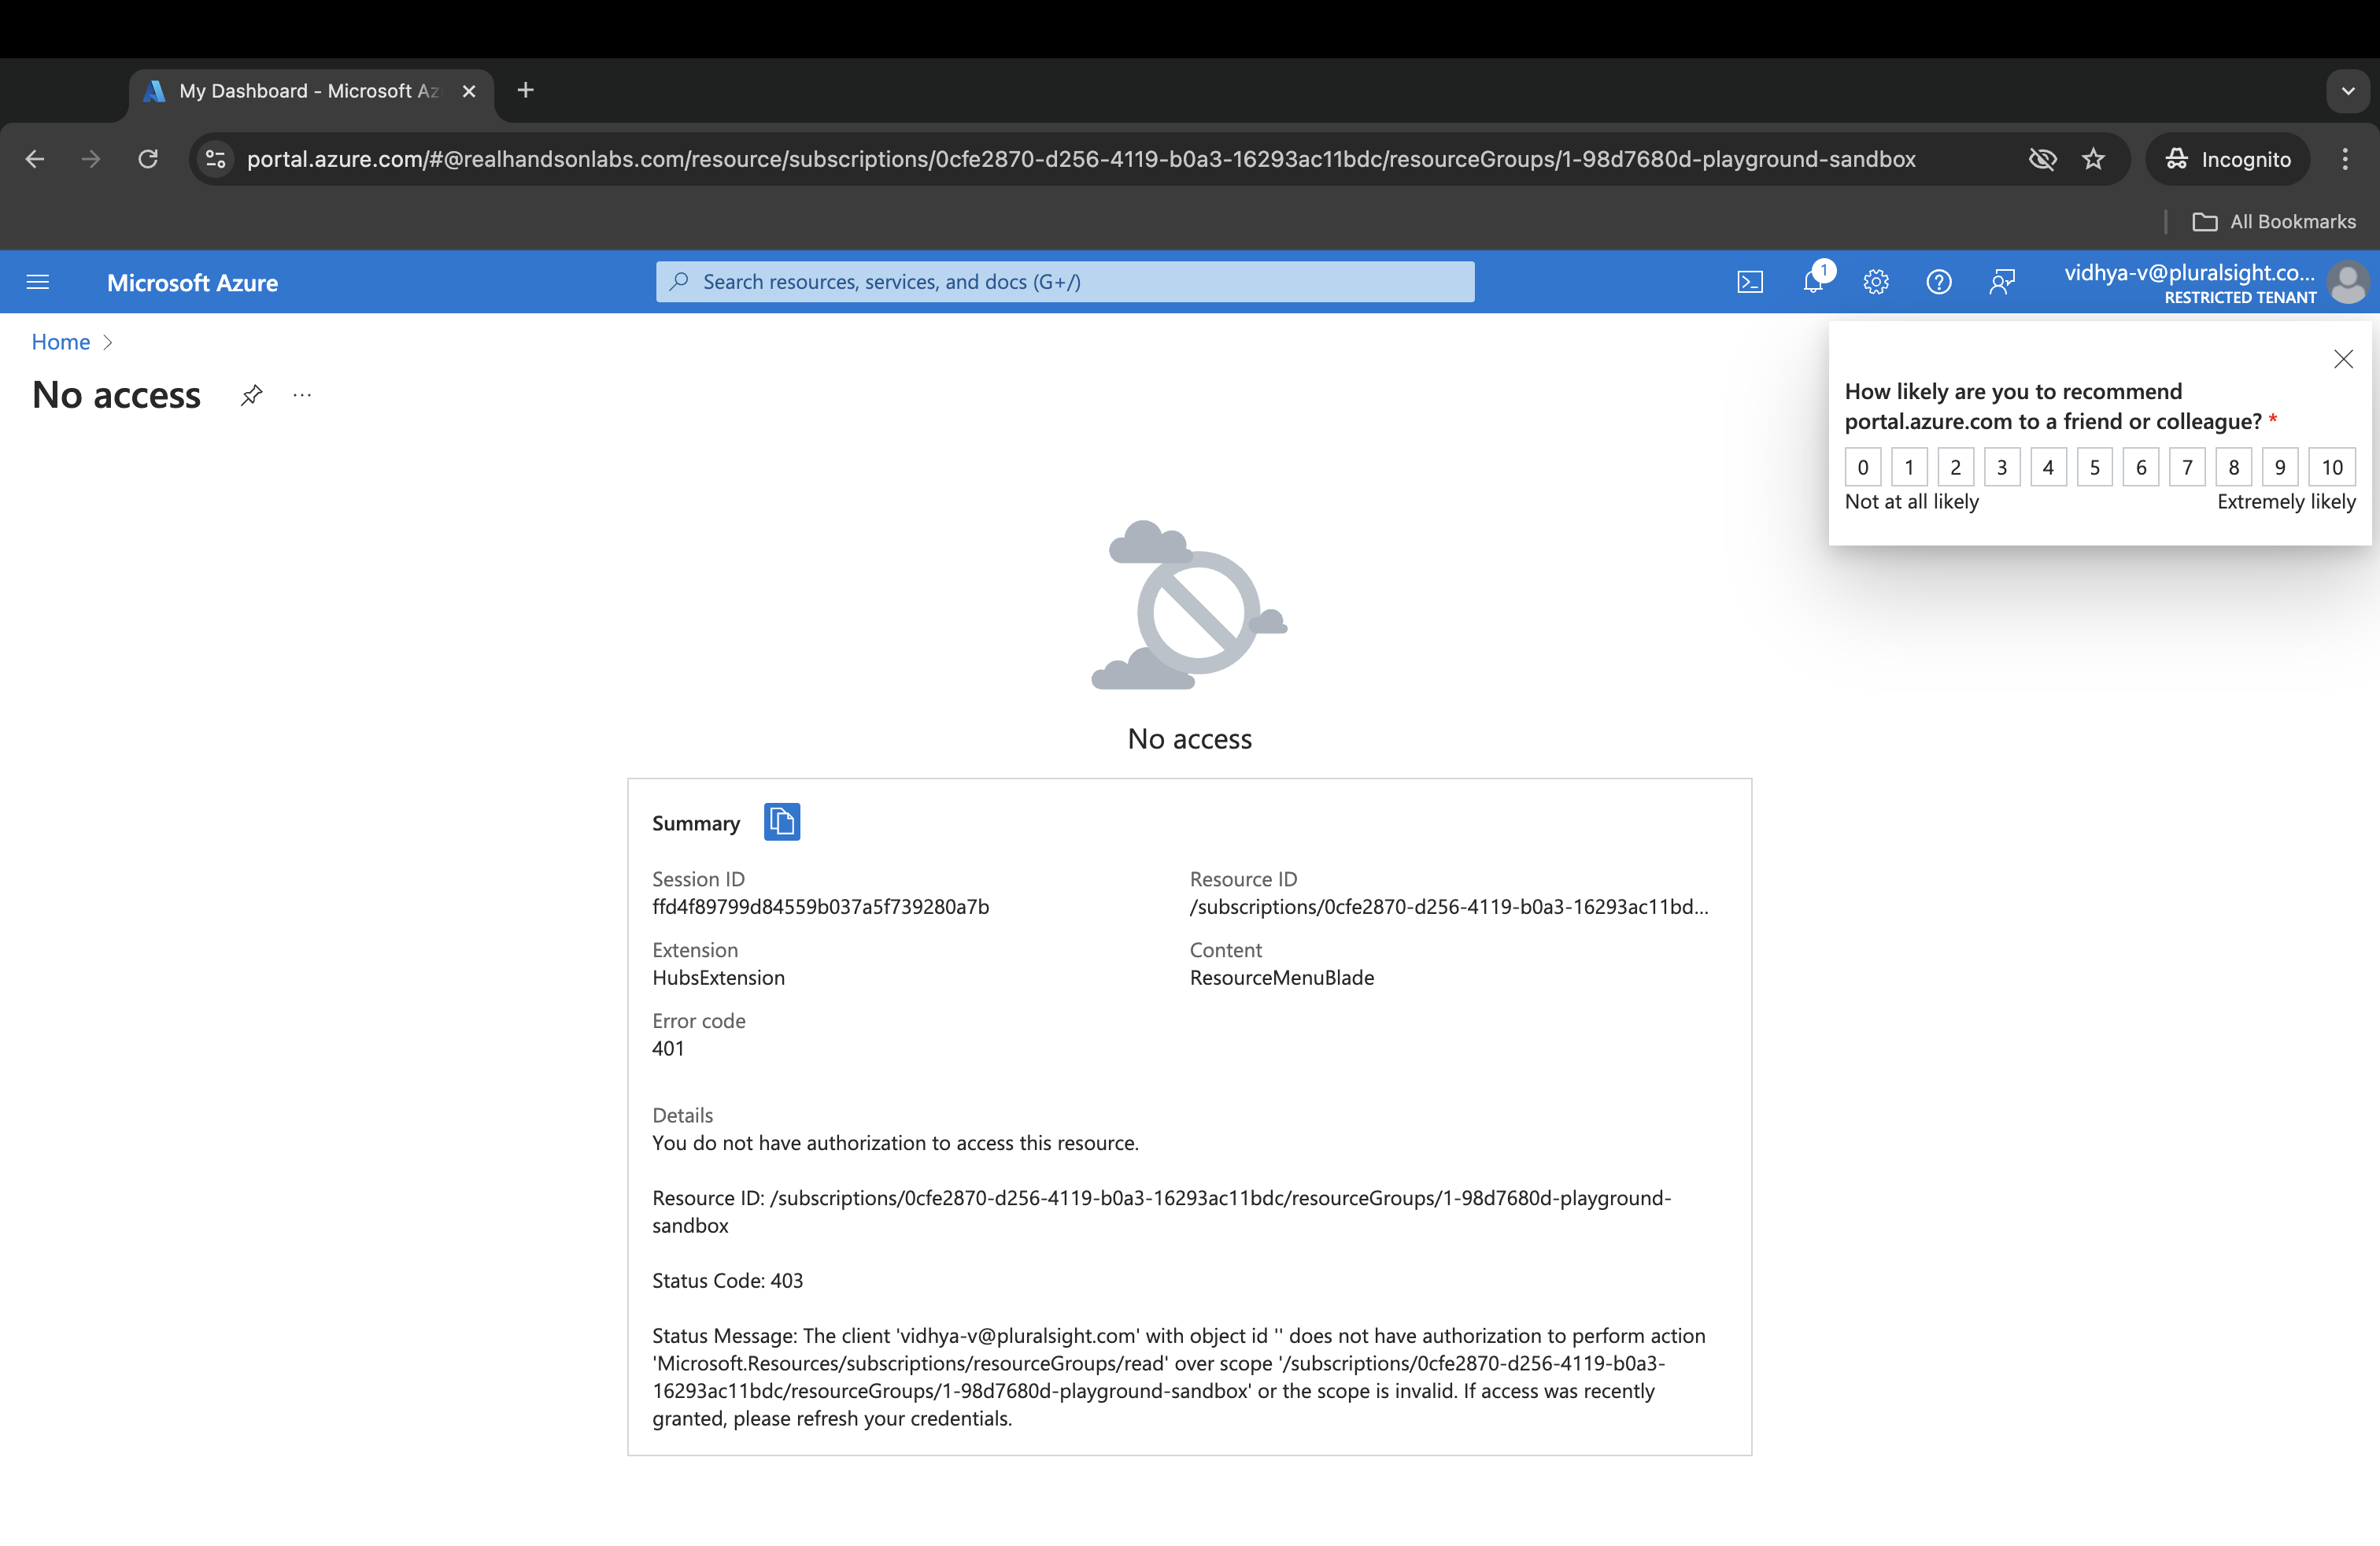 My Dashboard - Microsoft Az
portal.azure.com/#@realhandsonlabs.com/resource/subscriptions/0cfe2870-d256-4119-b0a3-16293ac11bdc/resourceGroups/1-98d7680d-playground-sandbox
Incognito
All Bookmarks
Microsoft Azure
Search resources, services, and docs (G+/)
1
vidhya-v@pluralsight.co...
RESTRICTED TENANT
Home
No access
...
How likely are you to recommend
portal.azure.com to a friend or colleague? *
0 1 2 3 4 5 6 7 8 9 10
Not at all likely Extremely likely
No access
Summary
Session ID
ffd4f89799d84559b037a5f739280a7b
Resource ID
/subscriptions/0cfe2870-d256-4119-b0a3-16293ac11bd...
Extension
HubsExtension
Content
ResourceMenuBlade
Error code
401
Details
You do not have authorization to access this resource.
Resource ID: /subscriptions/0cfe2870-d256-4119-b0a3-16293ac11bdc/resourceGroups/1-98d7680d-playground-
sandbox
Status Code: 403
Status Message: The client 'vidhya-v@pluralsight.com' with object id '' does not have authorization to perform action
'Microsoft.Resources/subscriptions/resourceGroups/read' over scope '/subscriptions/0cfe2870-d256-4119-b0a3-
16293ac11bdc/resourceGroups/1-98d7680d-playground-sandbox' or the scope is invalid. If access was recently
granted, please refresh your credentials.